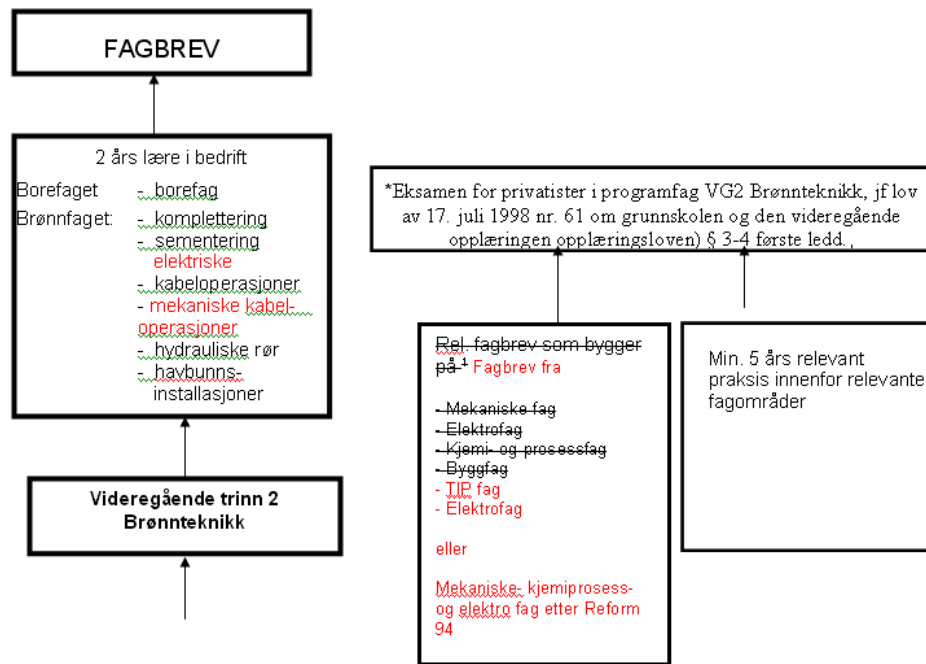 FAGBREV
2 års lære i bedrift
Borefaget - borefag
Brønnfaget: - komplettering
- sementering
elektriske
- kabeloperasjoner
- mekaniske kabel-
operasjoner
- hydrauliske rør
- havbunns-
installasjoner
Videregående trinn 2
Brønnteknikk
*Eksamen for privatister i programfag VG2 Brønnteknikk, jf lov
av 17. juli 1998 nr. 61 om grunnskolen og den videregående
opplæringen opplæringsloven) § 3-4 første ledd.
Rel. fagbrev som bygger
på ¹ Fagbrev fra
- Mekaniske fag
- Elektrofag
- Kjemi- og prosessfag
- Byggfag
- TIP fag
- Elektrofag
eller
Mekaniske- kjemiprosess-
og elektro fag etter Reform
94
Min. 5 års relevant
praksis innenfor relevante
fagområder